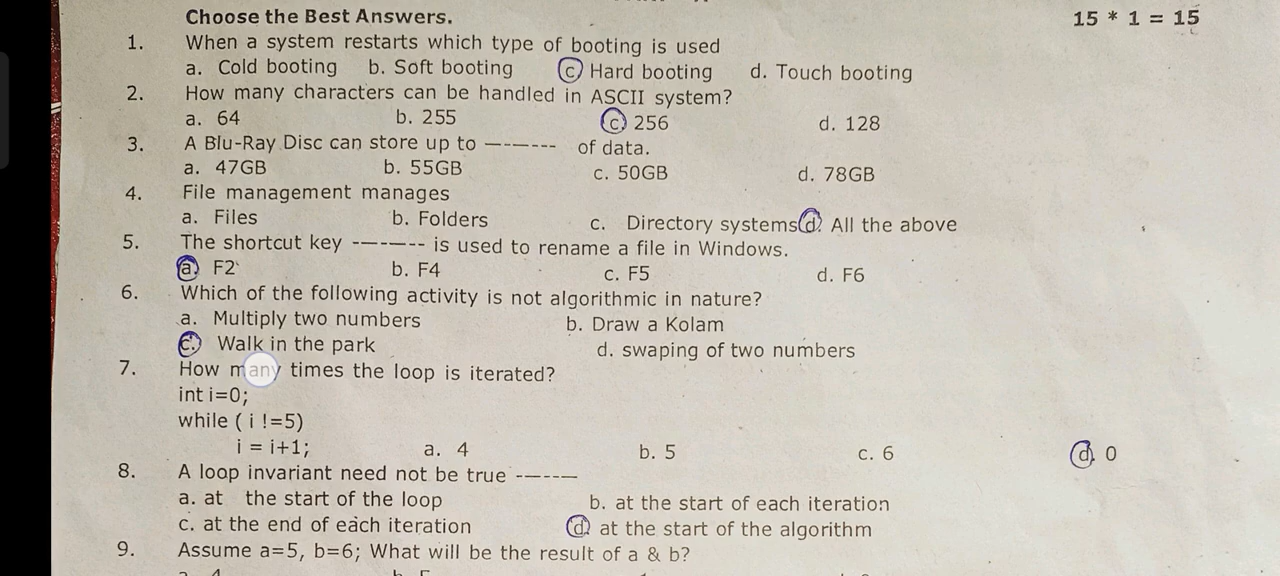 Choose the Best Answers. 15 * 1 = 15
1. When a system restarts which type of booting is used
a. Cold booting b. Soft booting c Hard booting d. Touch booting
2. How many characters can be handled in ASCII system?
a. 64 b. 255 c. 256 d. 128
3. A Blu-Ray Disc can store up to ------- of data.
a. 47GB b. 55GB c. 50GB d. 78GB
4. File management manages
a. Files b. Folders c. Directory systems d. All the above
5. The shortcut key ------- is used to rename a file in Windows.
a. F2 b. F4 c. F5 d. F6
6. Which of the following activity is not algorithmic in nature?
a. Multiply two numbers b. Draw a Kolam
c. Walk in the park d. swaping of two numbers
7. How many times the loop is iterated?
int i=0;
while ( i !=5)
i = i+1; a. 4 b. 5 c. 6 d. 0
8. A loop invariant need not be true ------
a. at the start of the loop b. at the start of each iteration
c. at the end of each iteration d. at the start of the algorithm
9. Assume a=5, b=6; What will be the result of a & b?